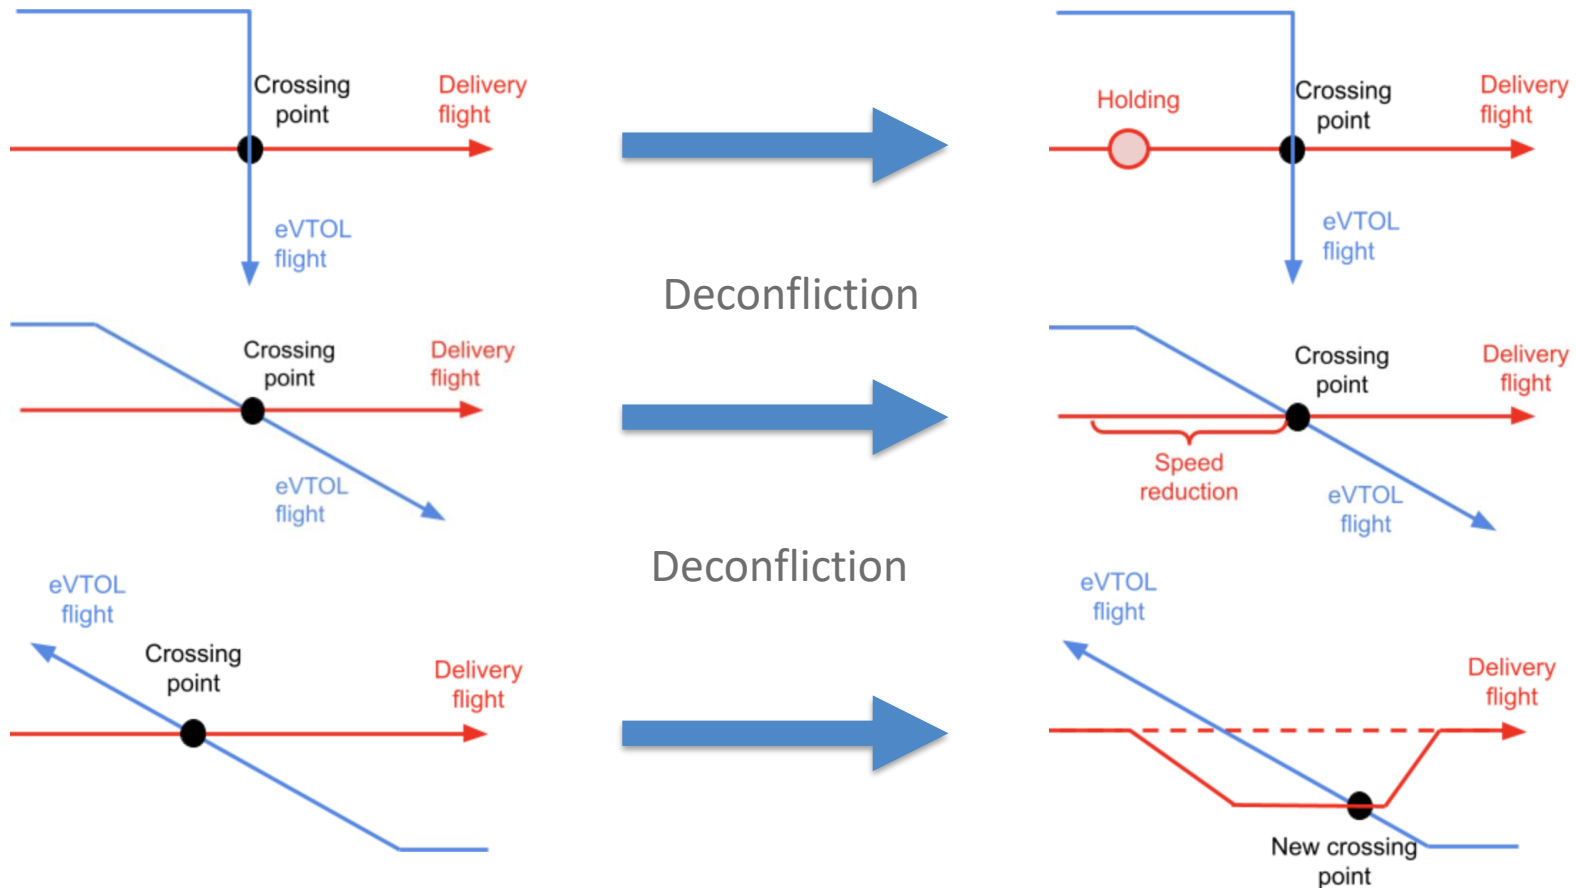 Crossing
point
Delivery
flight
eVTOL
flight
Holding
Crossing
point
Delivery
flight
eVTOL
flight
Deconfliction
Crossing
point
Delivery
flight
eVTOL
flight
Crossing
point
Delivery
flight
Speed
reduction
eVTOL
flight
Deconfliction
eVTOL
flight
Crossing
point
Delivery
flight
eVTOL
flight
Delivery
flight
New crossing
point